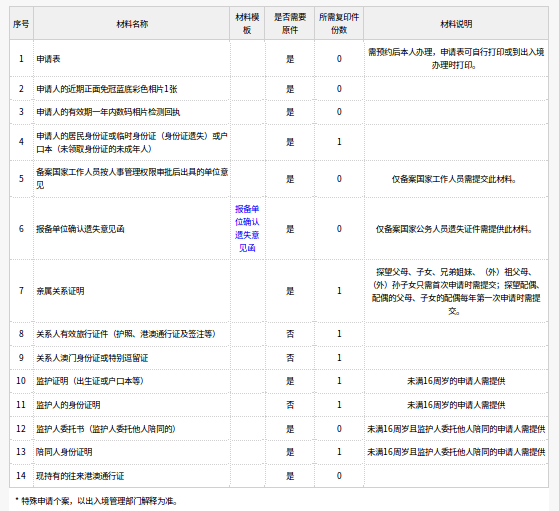 序号 材料名称 材料模板 是否需要原件 所需复印件份数 材料说明
1 申请表 是 0 需预约后本人办理，申请表可自行打印或到出入境办理时打印。
2 申请人的近期正面免冠蓝底彩色相片1张 是 0
3 申请人的有效期一年内数码相片检测回执 是 0
4 申请人的居民身份证或临时身份证（身份证遗失）或户口本（未领取身份证的未成年人） 是 1
5 备案国家工作人员按人事管理权限审批后出具的单位意见 是 0 仅备案国家工作人员需提交此材料。
6 报备单位确认遗失意见函 报备单位确认遗失意见函 是 0 仅备案国家公务人员遗失证件需提供此材料。
7 亲属关系证明 是 1 探望父母、子女、兄弟姐妹、（外）祖父母、（外）孙子女只需首次申请时需提交；探望配偶、配偶的父母、子女的配偶每年第一次申请时需提交。
8 关系人有效旅行证件（护照、港澳通行证及签注等） 否 1
9 关系人澳门身份证或特别逗留证 否 1
10 监护证明（出生证或户口本等） 是 1 未满16周岁的申请人需提供
11 监护人的身份证明 否 1 未满16周岁的申请人需提供
12 监护人委托书（监护人委托他人陪同的） 是 0 未满16周岁且监护人委托他人陪同的申请人需提供
13 陪同人身份证明 是 1 未满16周岁且监护人委托他人陪同的申请人需提供
14 现持有的往来港澳通行证 是 0
* 特殊申请个案，以出入境管理部门解释为准。